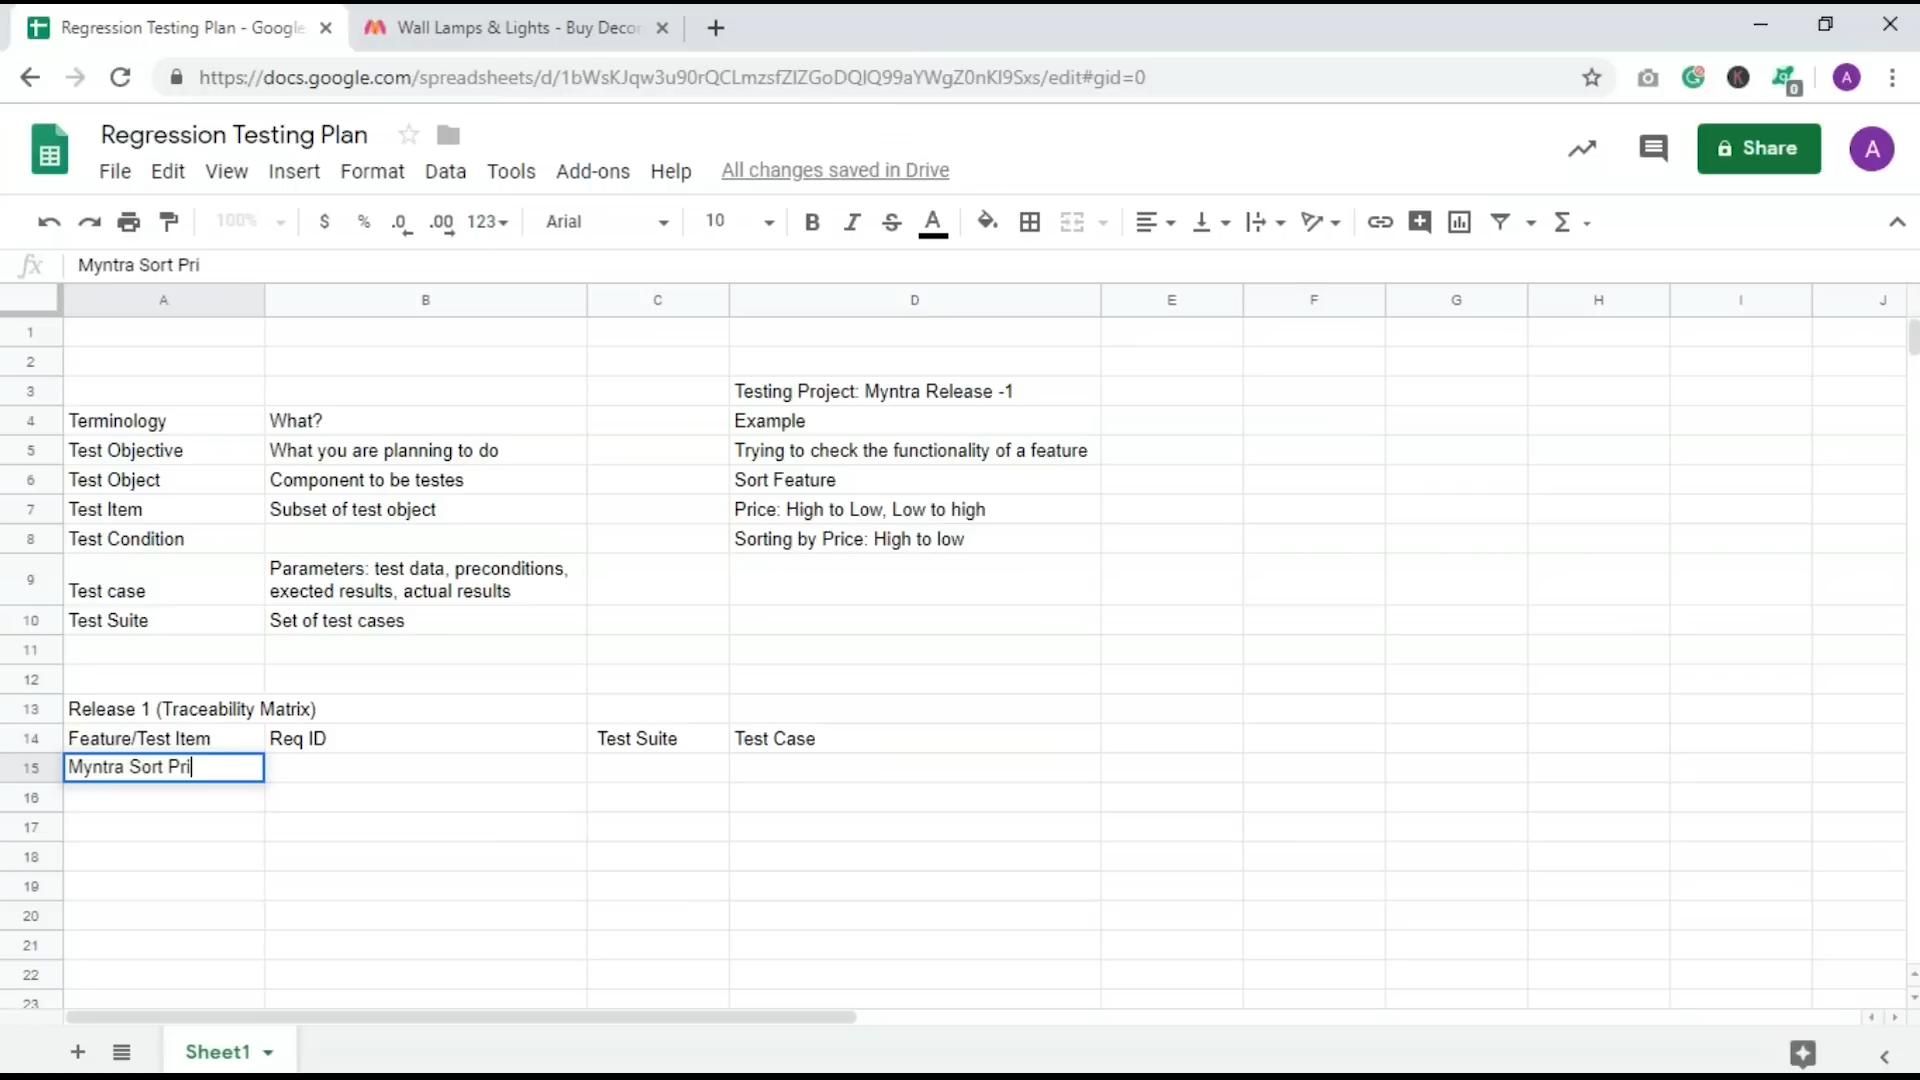 Regression Testing Plan - Google
Wall Lamps & Lights - Buy Decor
https://docs.google.com/spreadsheets/d/1bWsKJqw3u90rQCLmzsfZIZGoDQlQ99aYWgZ0nKl9Sxs/edit#gid=0
A
Regression Testing Plan
File Edit View Insert Format Data Tools Add-ons Help All changes saved in Drive
Share
A
100% $ % .0 .00 123 Arial 10 B I S A
fx Myntra Sort Pri
A B C D E F G H I J
1
2
3 Testing Project: Myntra Release -1
4 Terminology What? Example
5 Test Objective What you are planning to do Trying to check the functionality of a feature
6 Test Object Component to be testes Sort Feature
7 Test Item Subset of test object Price: High to Low, Low to high
8 Test Condition Sorting by Price: High to low
Parameters: test data, preconditions,
9 Test case exected results, actual results
10 Test Suite Set of test cases
11
12
13 Release 1 (Traceability Matrix)
14 Feature/Test Item Req ID Test Suite Test Case
15 Myntra Sort Pri
16
17
18
19
20
21
22
23
Sheet1